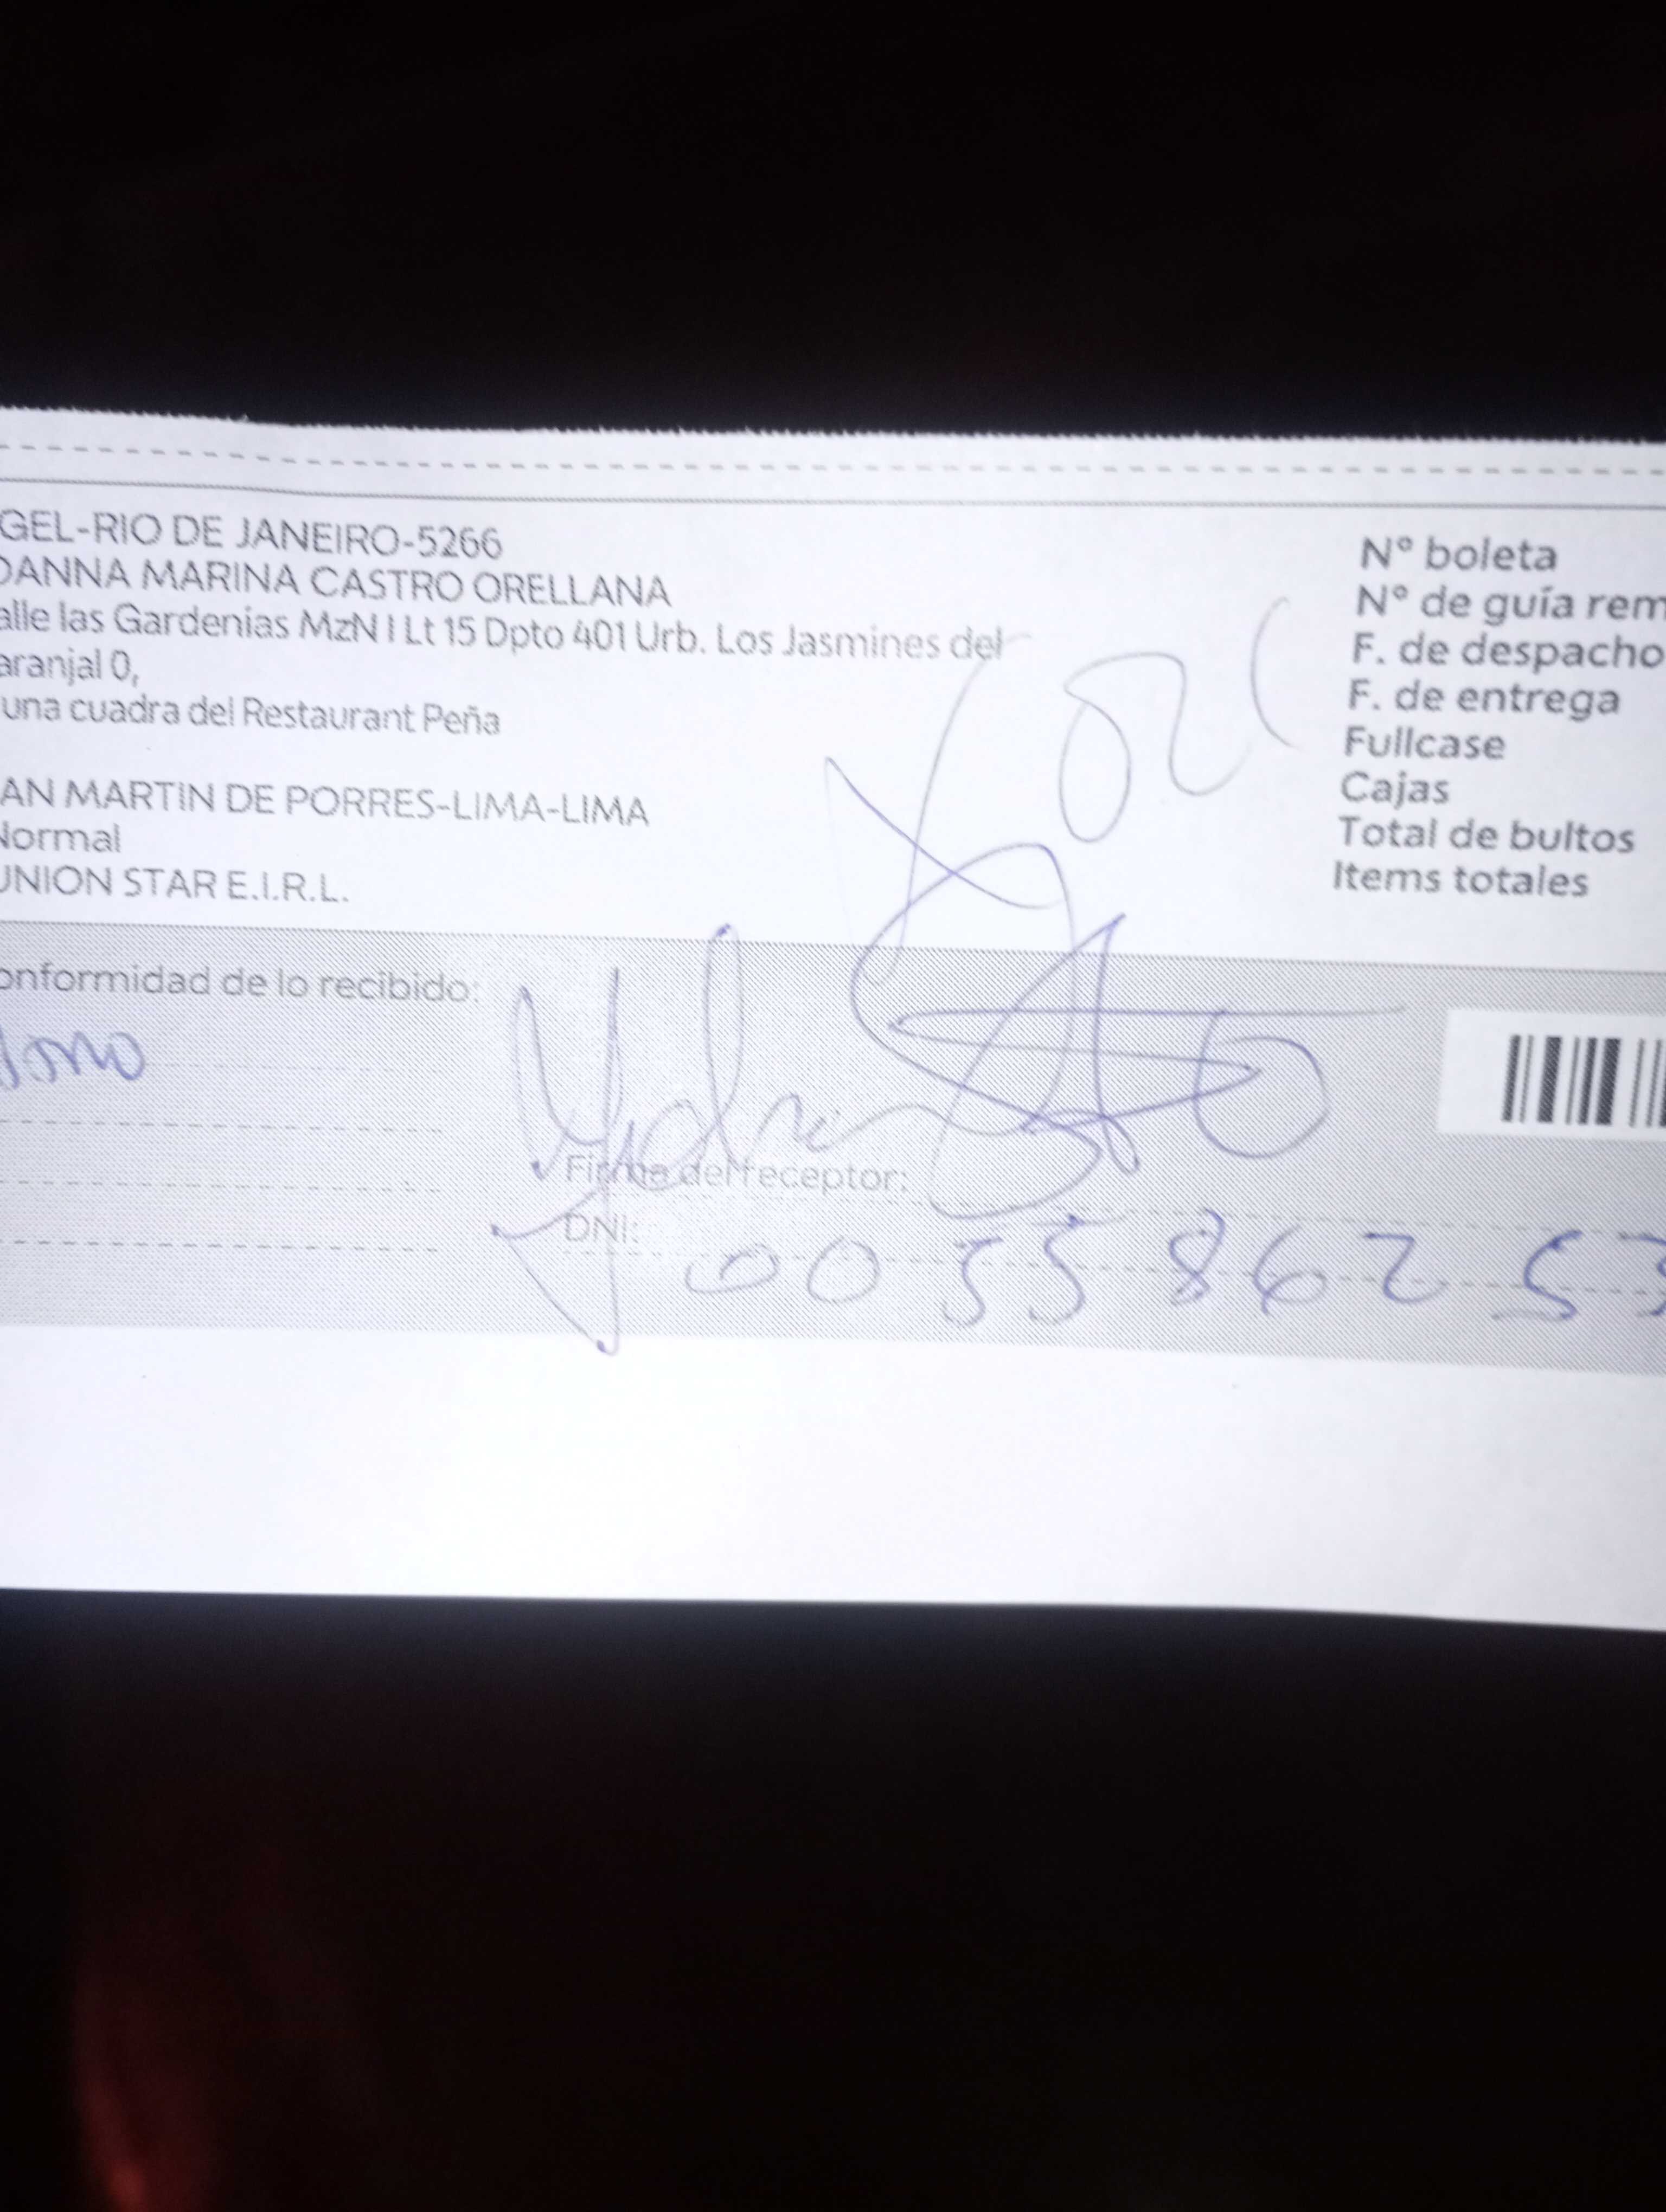 GEL-RIO DE JANEIRO-5266
OANNA MARINA CASTRO ORELLANA
alle las Gardenias MzN I Lt 15 Dpto 401 Urb. Los Jasmines del
aranjal 0,
una cuadra del Restaurant Peña
AN MARTIN DE PORRES-LIMA-LIMA
Normal
UNION STAR E.I.R.L.
N° boleta
N° de guía rem
F. de despacho
F. de entrega
Fullcase
Cajas
Total de bultos
Items totales
onformidad de lo recibido:
Firma del receptor:
DNI:
0055862 53